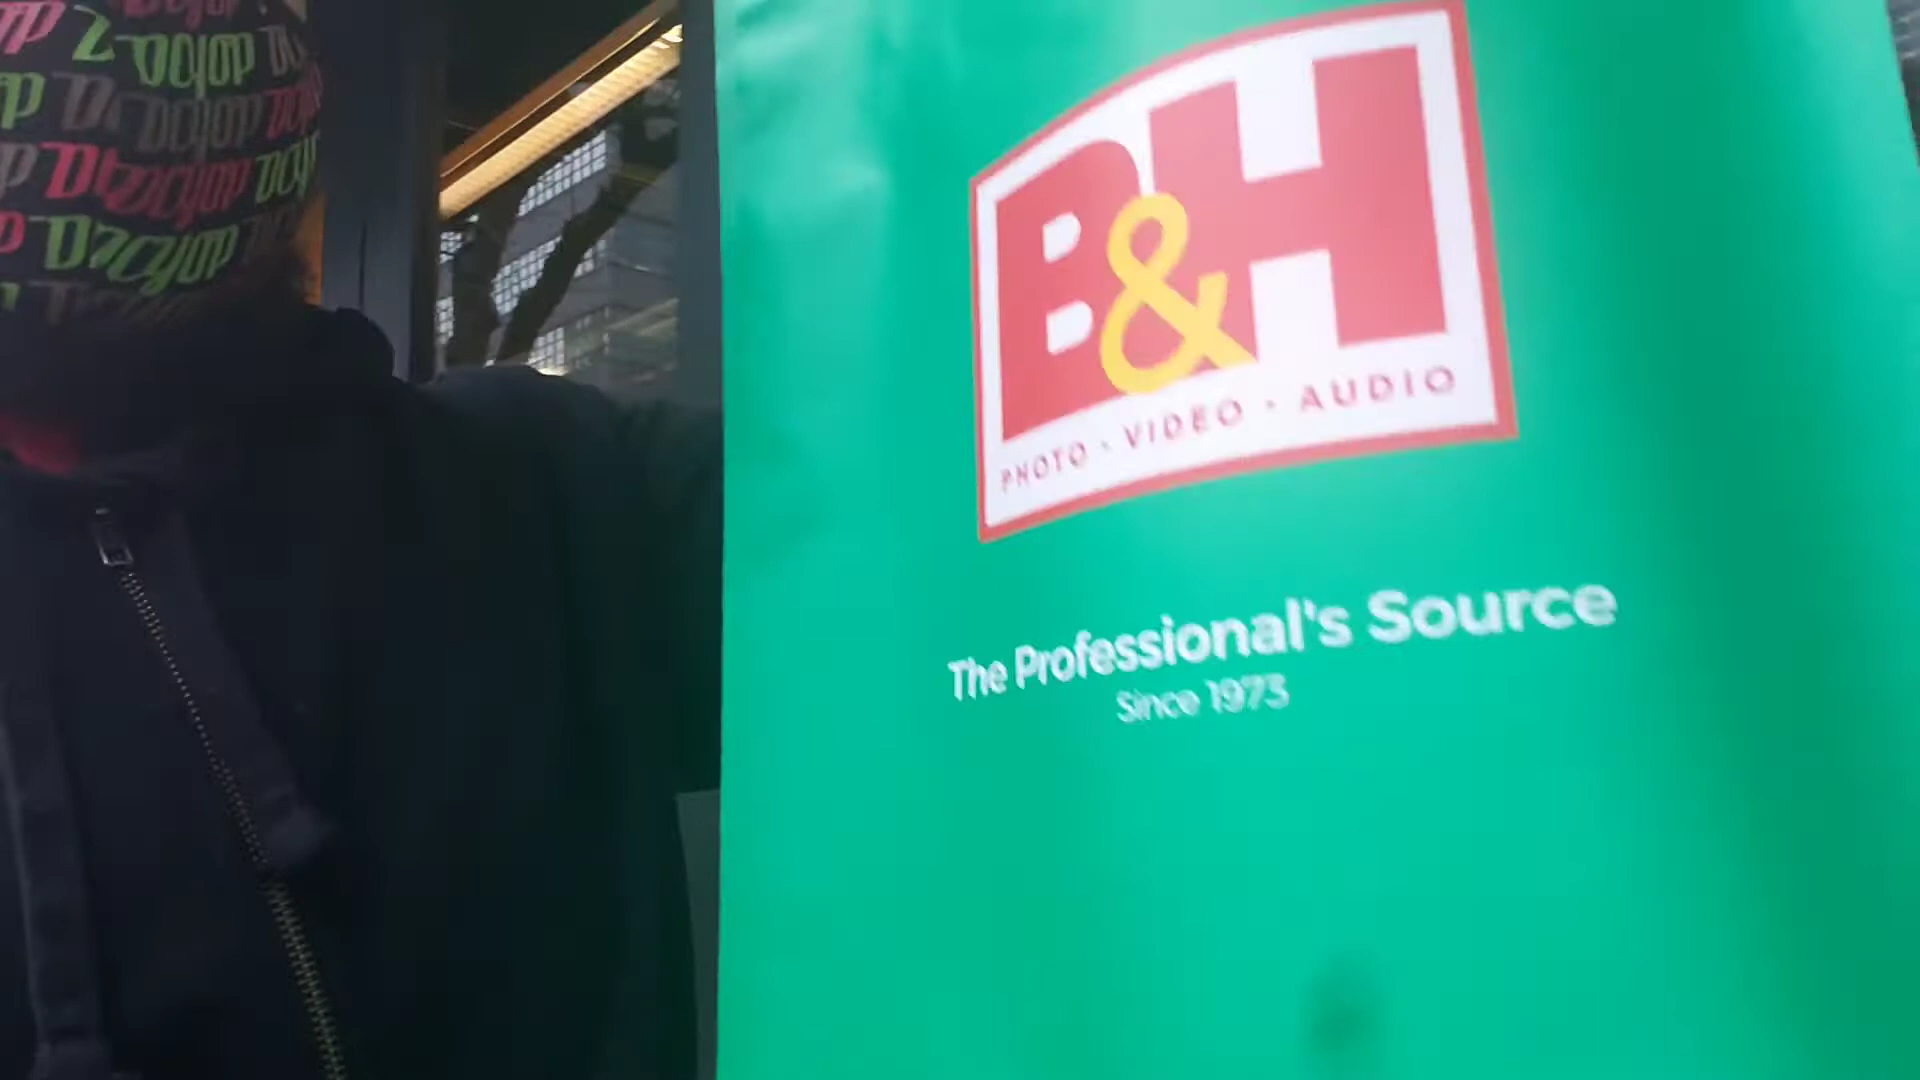 B&H
PHOTO · VIDEO · AUDIO
The Professional's Source
Since 1973